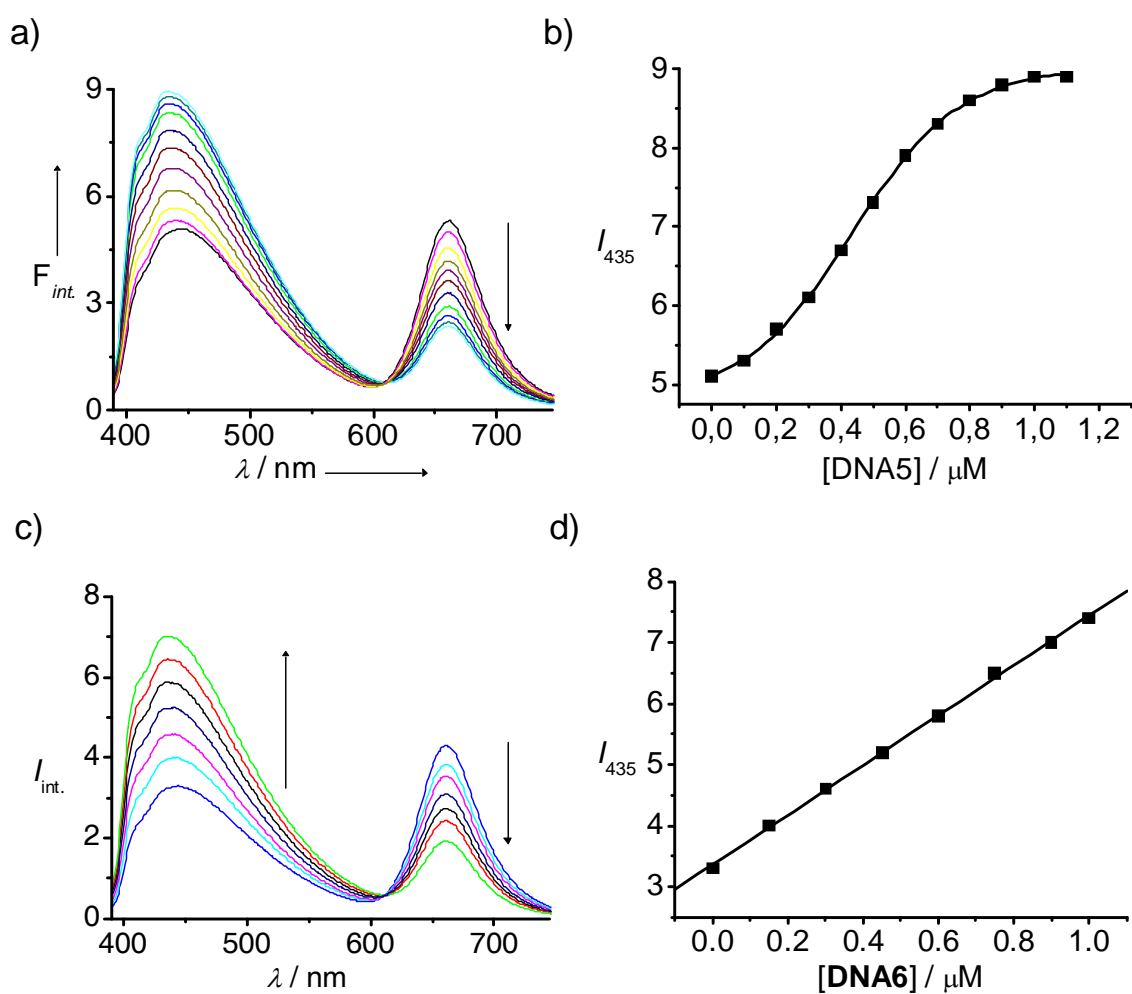 a)
9
6
3
0
F int.
400 500 600 700
λ / nm
b)
9
8
7
6
5
I 435
0,0 0,2 0,4 0,6 0,8 1,0 1,2
[DNA5] / μM
c)
8
6
4
2
0
I int.
400 500 600 700
λ / nm
d)
8
7
6
5
4
3
I 435
0.0 0.2 0.4 0.6 0.8 1.0
[DNA6] / μM